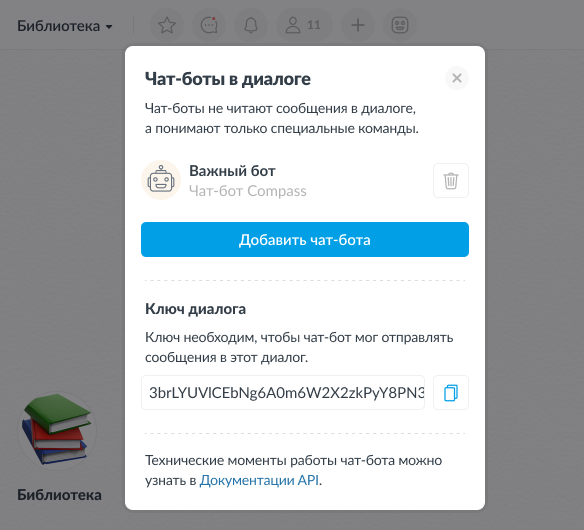 Библиотека
11
Чат-боты в диалоге
Чат-боты не читают сообщения в диалоге,
а понимают только специальные команды.
Важный бот
Чат-бот Compass
Добавить чат-бота
Ключ диалога
Ключ необходим, чтобы чат-бот мог отправлять
сообщения в этот диалог.
3brLYUVlCEbNg6A0m6W2X2zkPyY8PN3
Технические моменты работы чат-бота можно
узнать в Документации API.
Библиотека